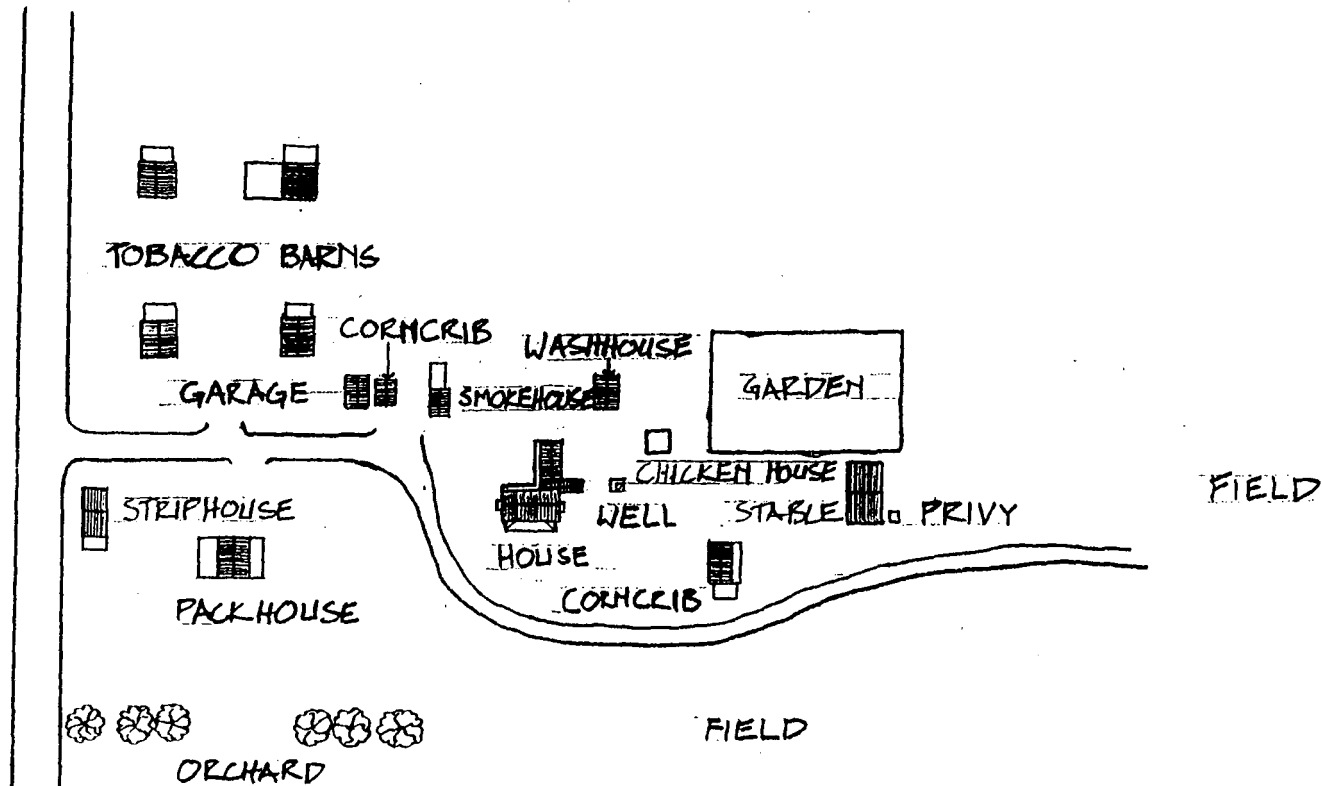 TOBACCO BARNS
CORNCRIB
WASHHOUSE
GARAGE
SMOKEHOUSE
GARDEN
CHICKEN HOUSE
FIELD
STRIPHOUSE
WELL
STABLE
PRIVY
HOUSE
CORNCRIB
PACKHOUSE
FIELD
ORCHARD